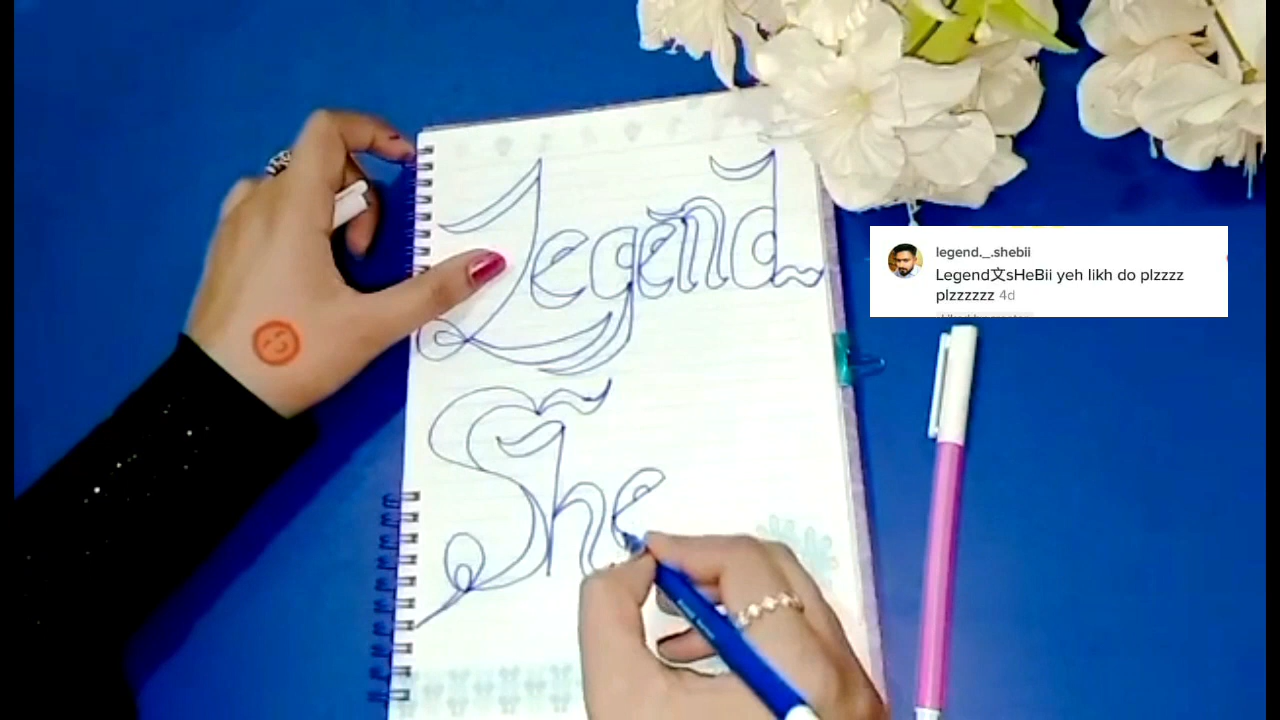 Legend
She
legend._.shebii
Legend文sHeBii yeh likh do plzzzz
plzzzzzz 4d